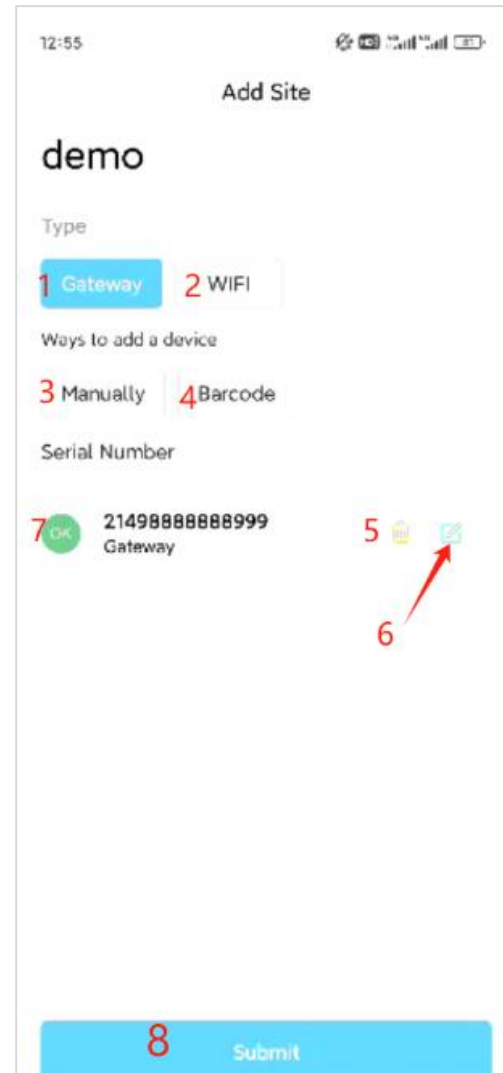 12:55
Add Site
demo
Type
1 Gateway 2 WIFI
Ways to add a device
3 Manually 4 Barcode
Serial Number
7 OK 21498888888999 5
Gateway
6
8 Submit